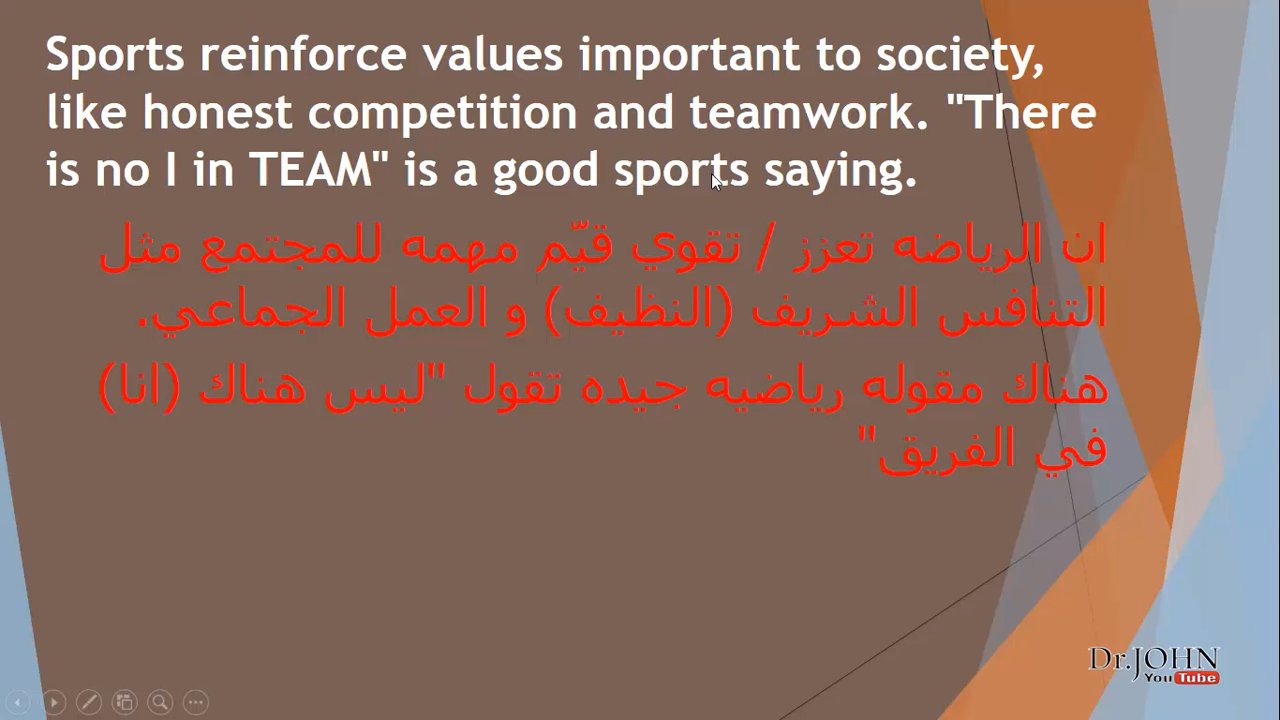 Sports reinforce values important to society,
like honest competition and teamwork. "There
is no I in TEAM" is a good sports saying.
ان الرياضه تعزز / تقوي قيّم مهمه للمجتمع مثل
التنافس الشريف (النظيف) و العمل الجماعي.
هناك مقوله رياضيه جيده تقول "ليس هناك (انا)
في الفريق"
Dr.JOHN
YouTube